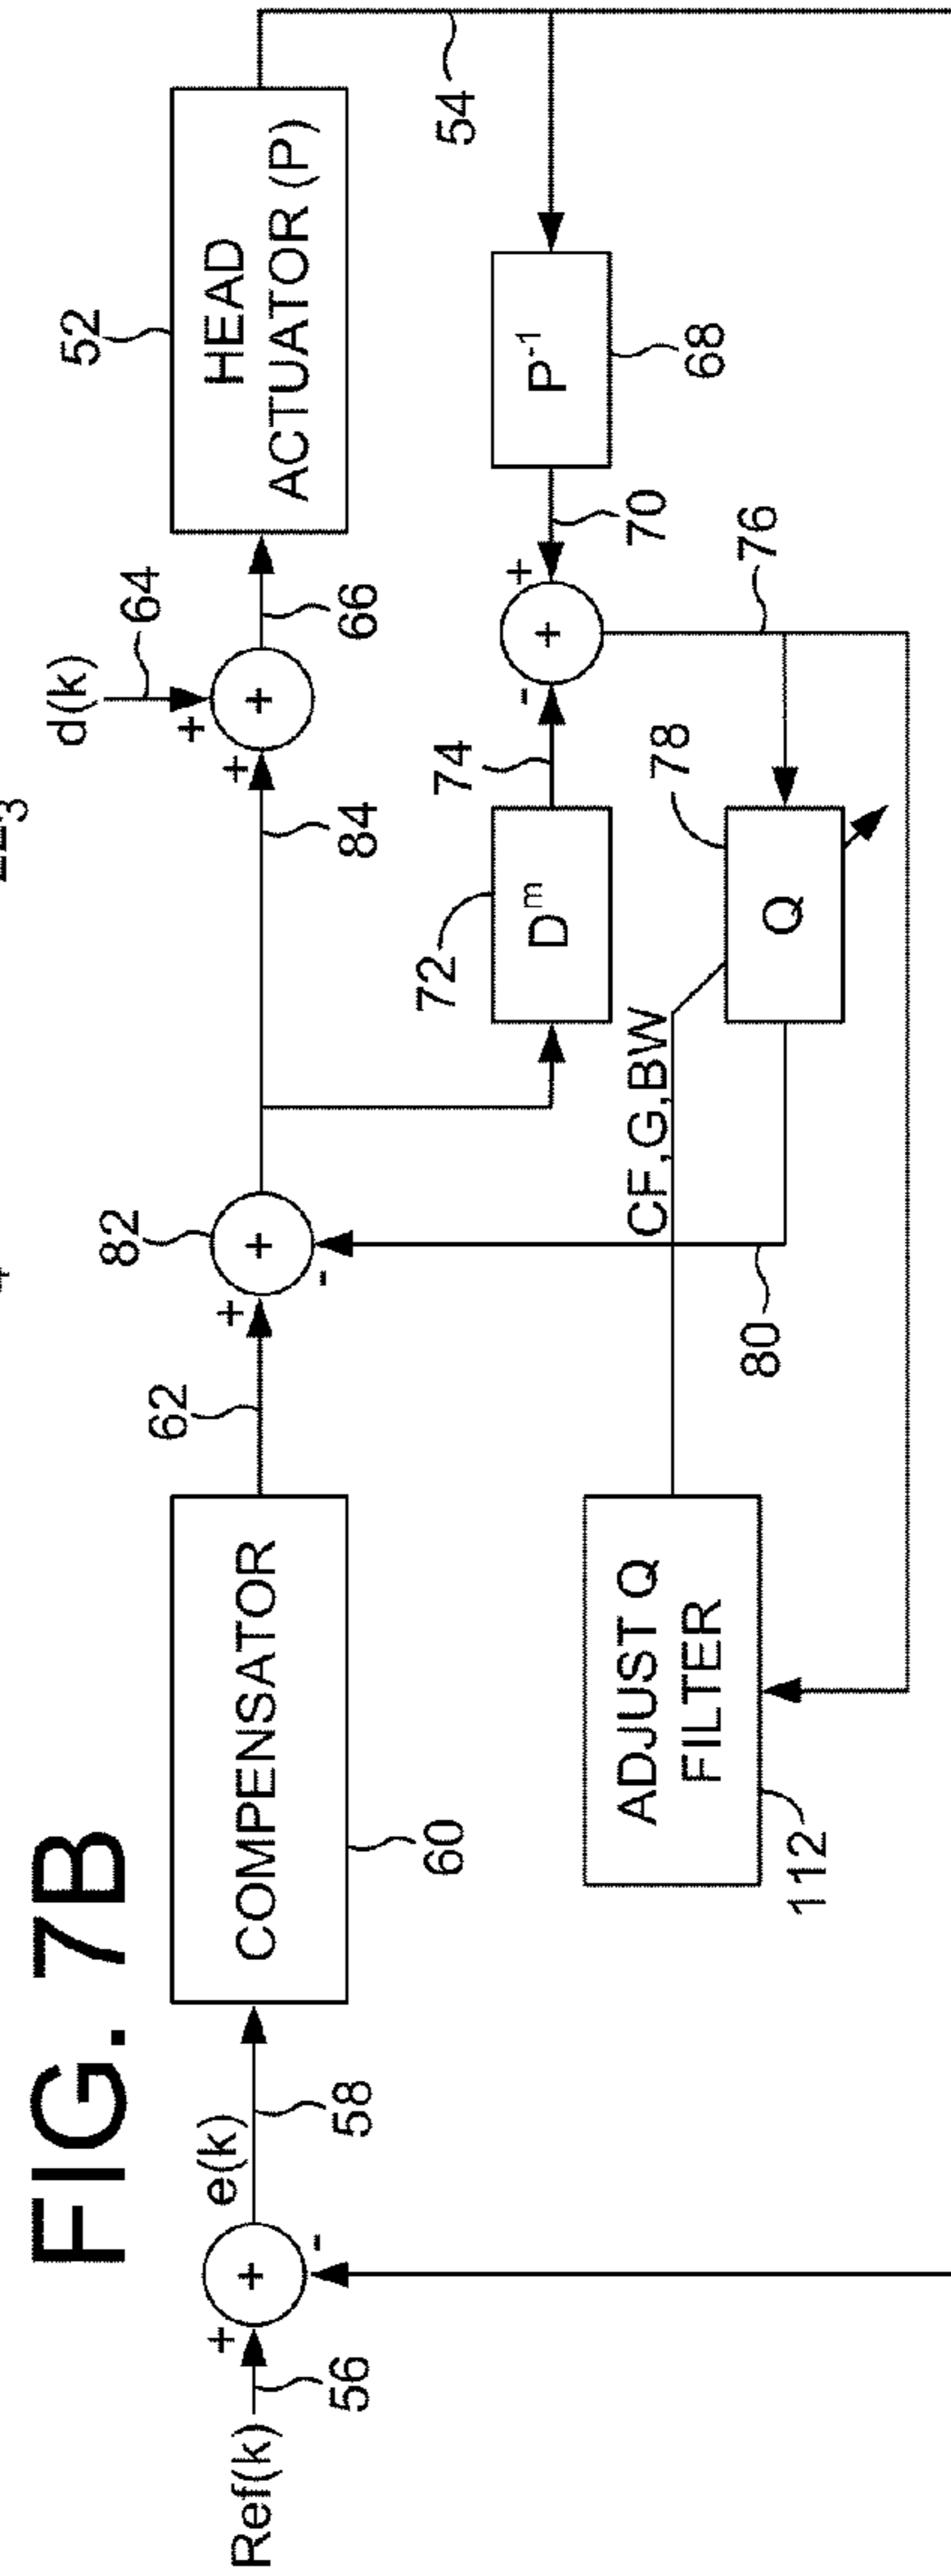 FIG. 7B
Ref(k)
56
+
+
-
e(k)
58
COMPENSATOR
60
62
+
+
-
82
84
d(k)
64
+
+
+
66
52
HEAD
ACTUATOR (P)
54
P-1
68
70
+
+
-
74
72
Dm
76
78
Q
CF,G,BW
80
ADJUST Q
FILTER
112